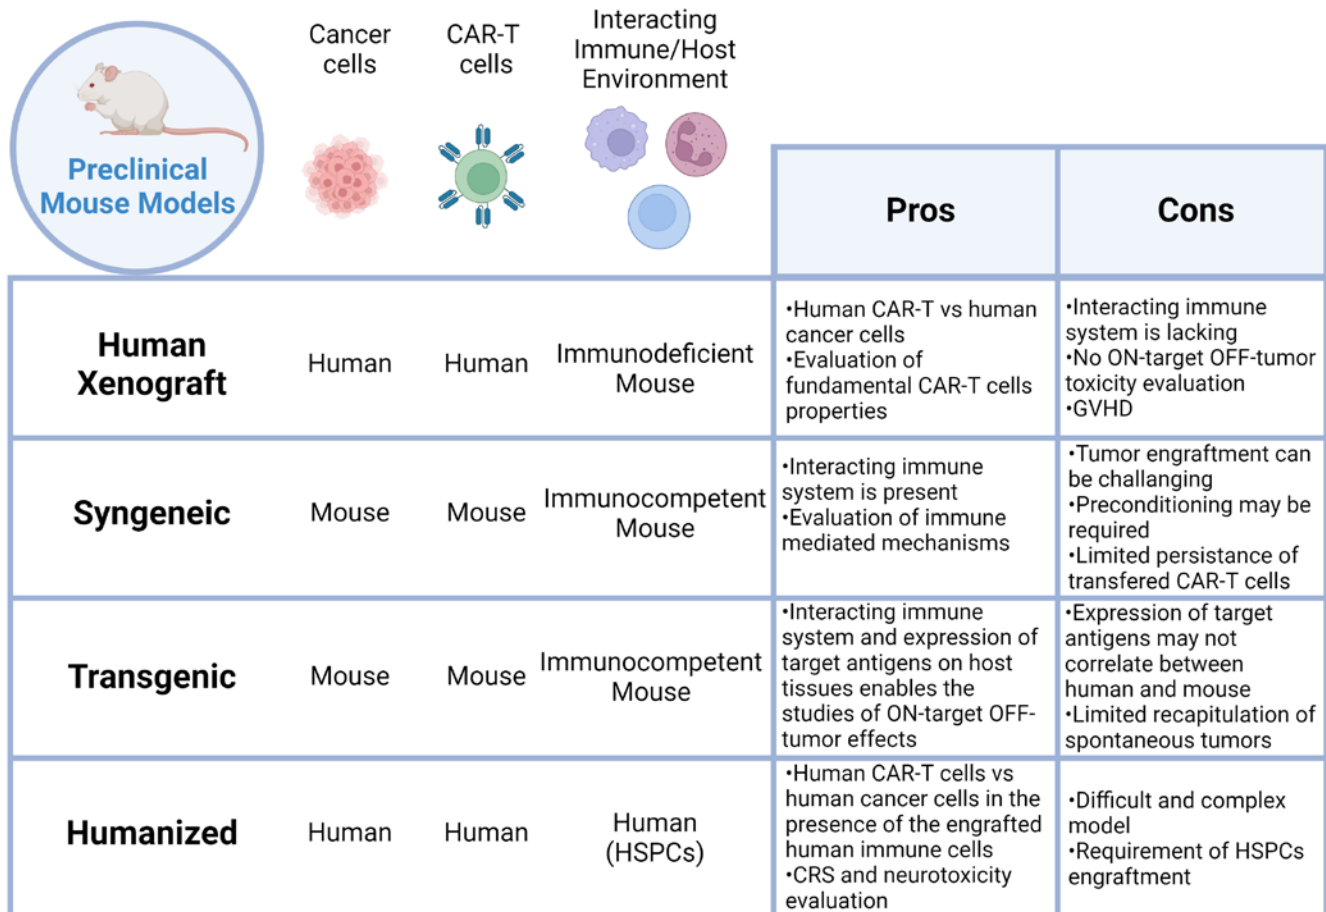 Preclinical
Mouse Models
Cancer
cells
CAR-T
cells
Interacting
Immune/Host
Environment
Pros
Cons
Human
Xenograft
Human
Human
Immunodeficient
Mouse
•Human CAR-T vs human
cancer cells
•Evaluation of
fundamental CAR-T cells
properties
•Interacting immune
system is lacking
•No ON-target OFF-tumor
toxicity evaluation
•GVHD
Syngeneic
Mouse
Mouse
Immunocompetent
Mouse
•Interacting immune
system is present
•Evaluation of immune
mediated mechanisms
•Tumor engraftment can
be challanging
•Preconditioning may be
required
•Limited persistance of
transfered CAR-T cells
Transgenic
Mouse
Mouse
Immunocompetent
Mouse
•Interacting immune
system and expression of
target antigens on host
tissues enables the
studies of ON-target OFF-
tumor effects
•Expression of target
antigens may not
correlate between
human and mouse
•Limited recapitulation of
spontaneous tumors
Humanized
Human
Human
Human
(HSPCs)
•Human CAR-T cells vs
human cancer cells in the
presence of the engrafted
human immune cells
•CRS and neurotoxicity
evaluation
•Difficult and complex
model
•Requirement of HSPCs
engraftment